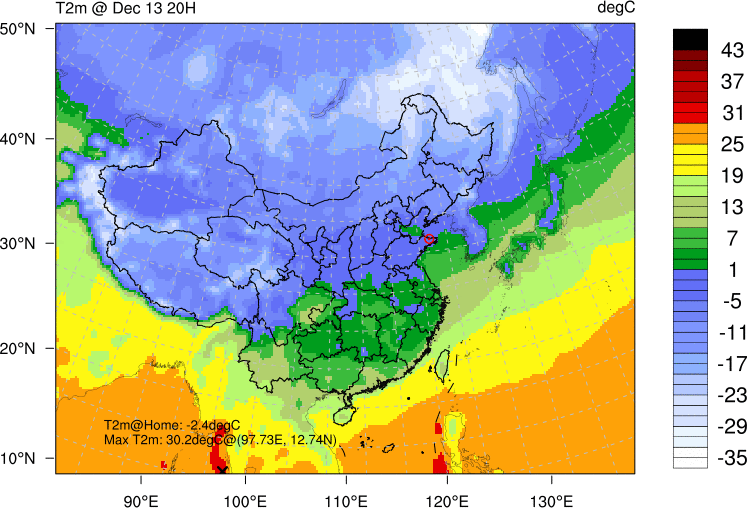 T2m @ Dec 13 20H degC
50°N
40°N
30°N
20°N
10°N
T2m@Home: -2.4degC
Max T2m: 30.2degC@(97.73E, 12.74N)
90°E 100°E 110°E 120°E 130°E
43
37
31
25
19
13
7
1
-5
-11
-17
-23
-29
-35